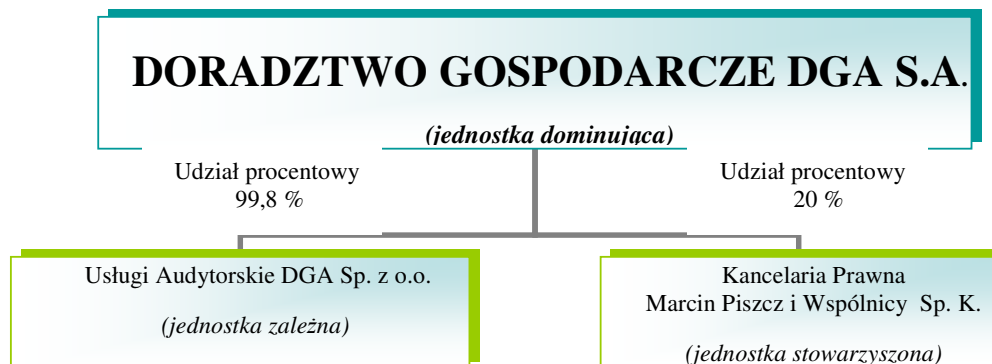 DORADZTWO GOSPODARCZE DGA S.A.
(jednostka dominująca)
Udział procentowy
99,8 %
Udział procentowy
20 %
Usługi Audytorskie DGA Sp. z o.o.
(jednostka zależna)
Kancelaria Prawna
Marcin Piszcz i Wspólnicy Sp. K.
(jednostka stowarzyszona)